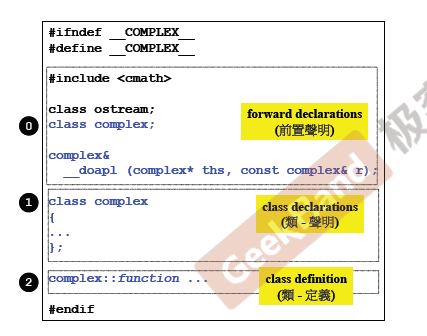 #ifndef __COMPLEX__
#define __COMPLEX__
#include <cmath>
class ostream;
class complex;
complex&
__doapl (complex* ths, const complex& r);
0
forward declarations
(前置聲明)
1
class complex
{
...
};
class declarations
(類 - 聲明)
2
complex::function ...
class definition
(類 - 定義)
#endif
GeekBand
极